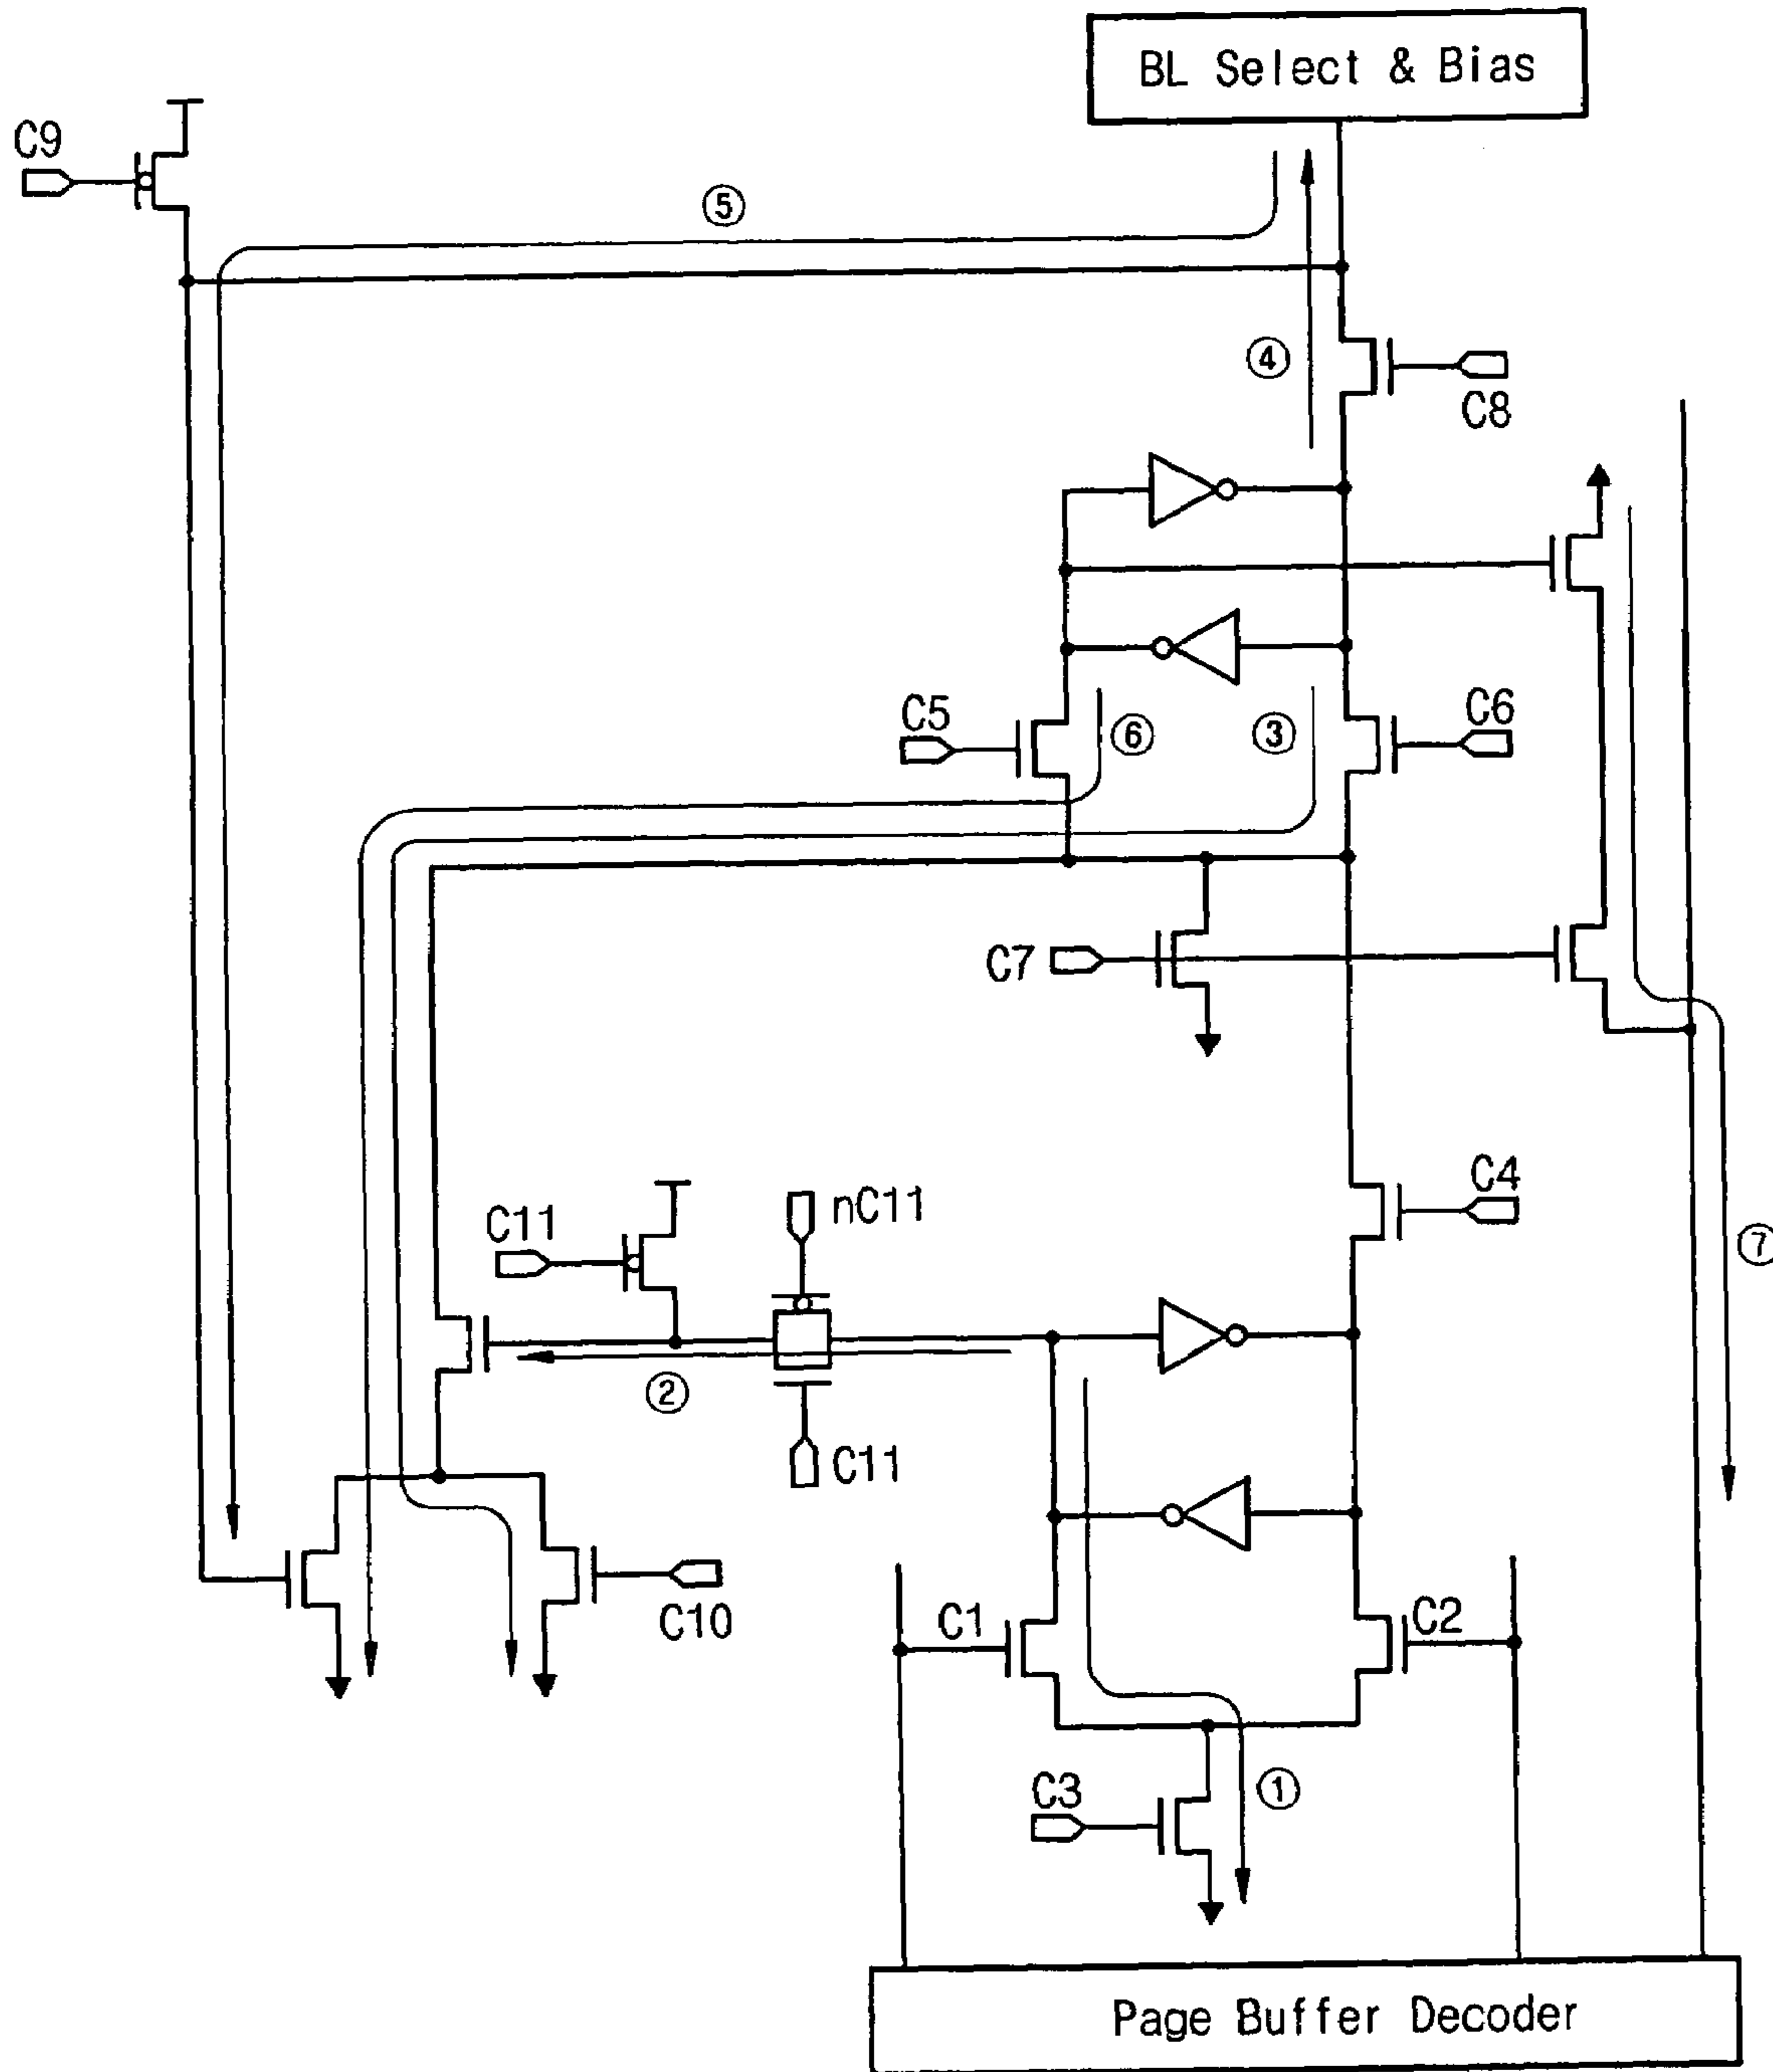 BL Select & Bias
C9
⑤
④
C8
C5
⑥
③
C6
C7
C4
nC11
C11
⑦
②
C11
C1
C2
C10
C3
①
Page Buffer Decoder